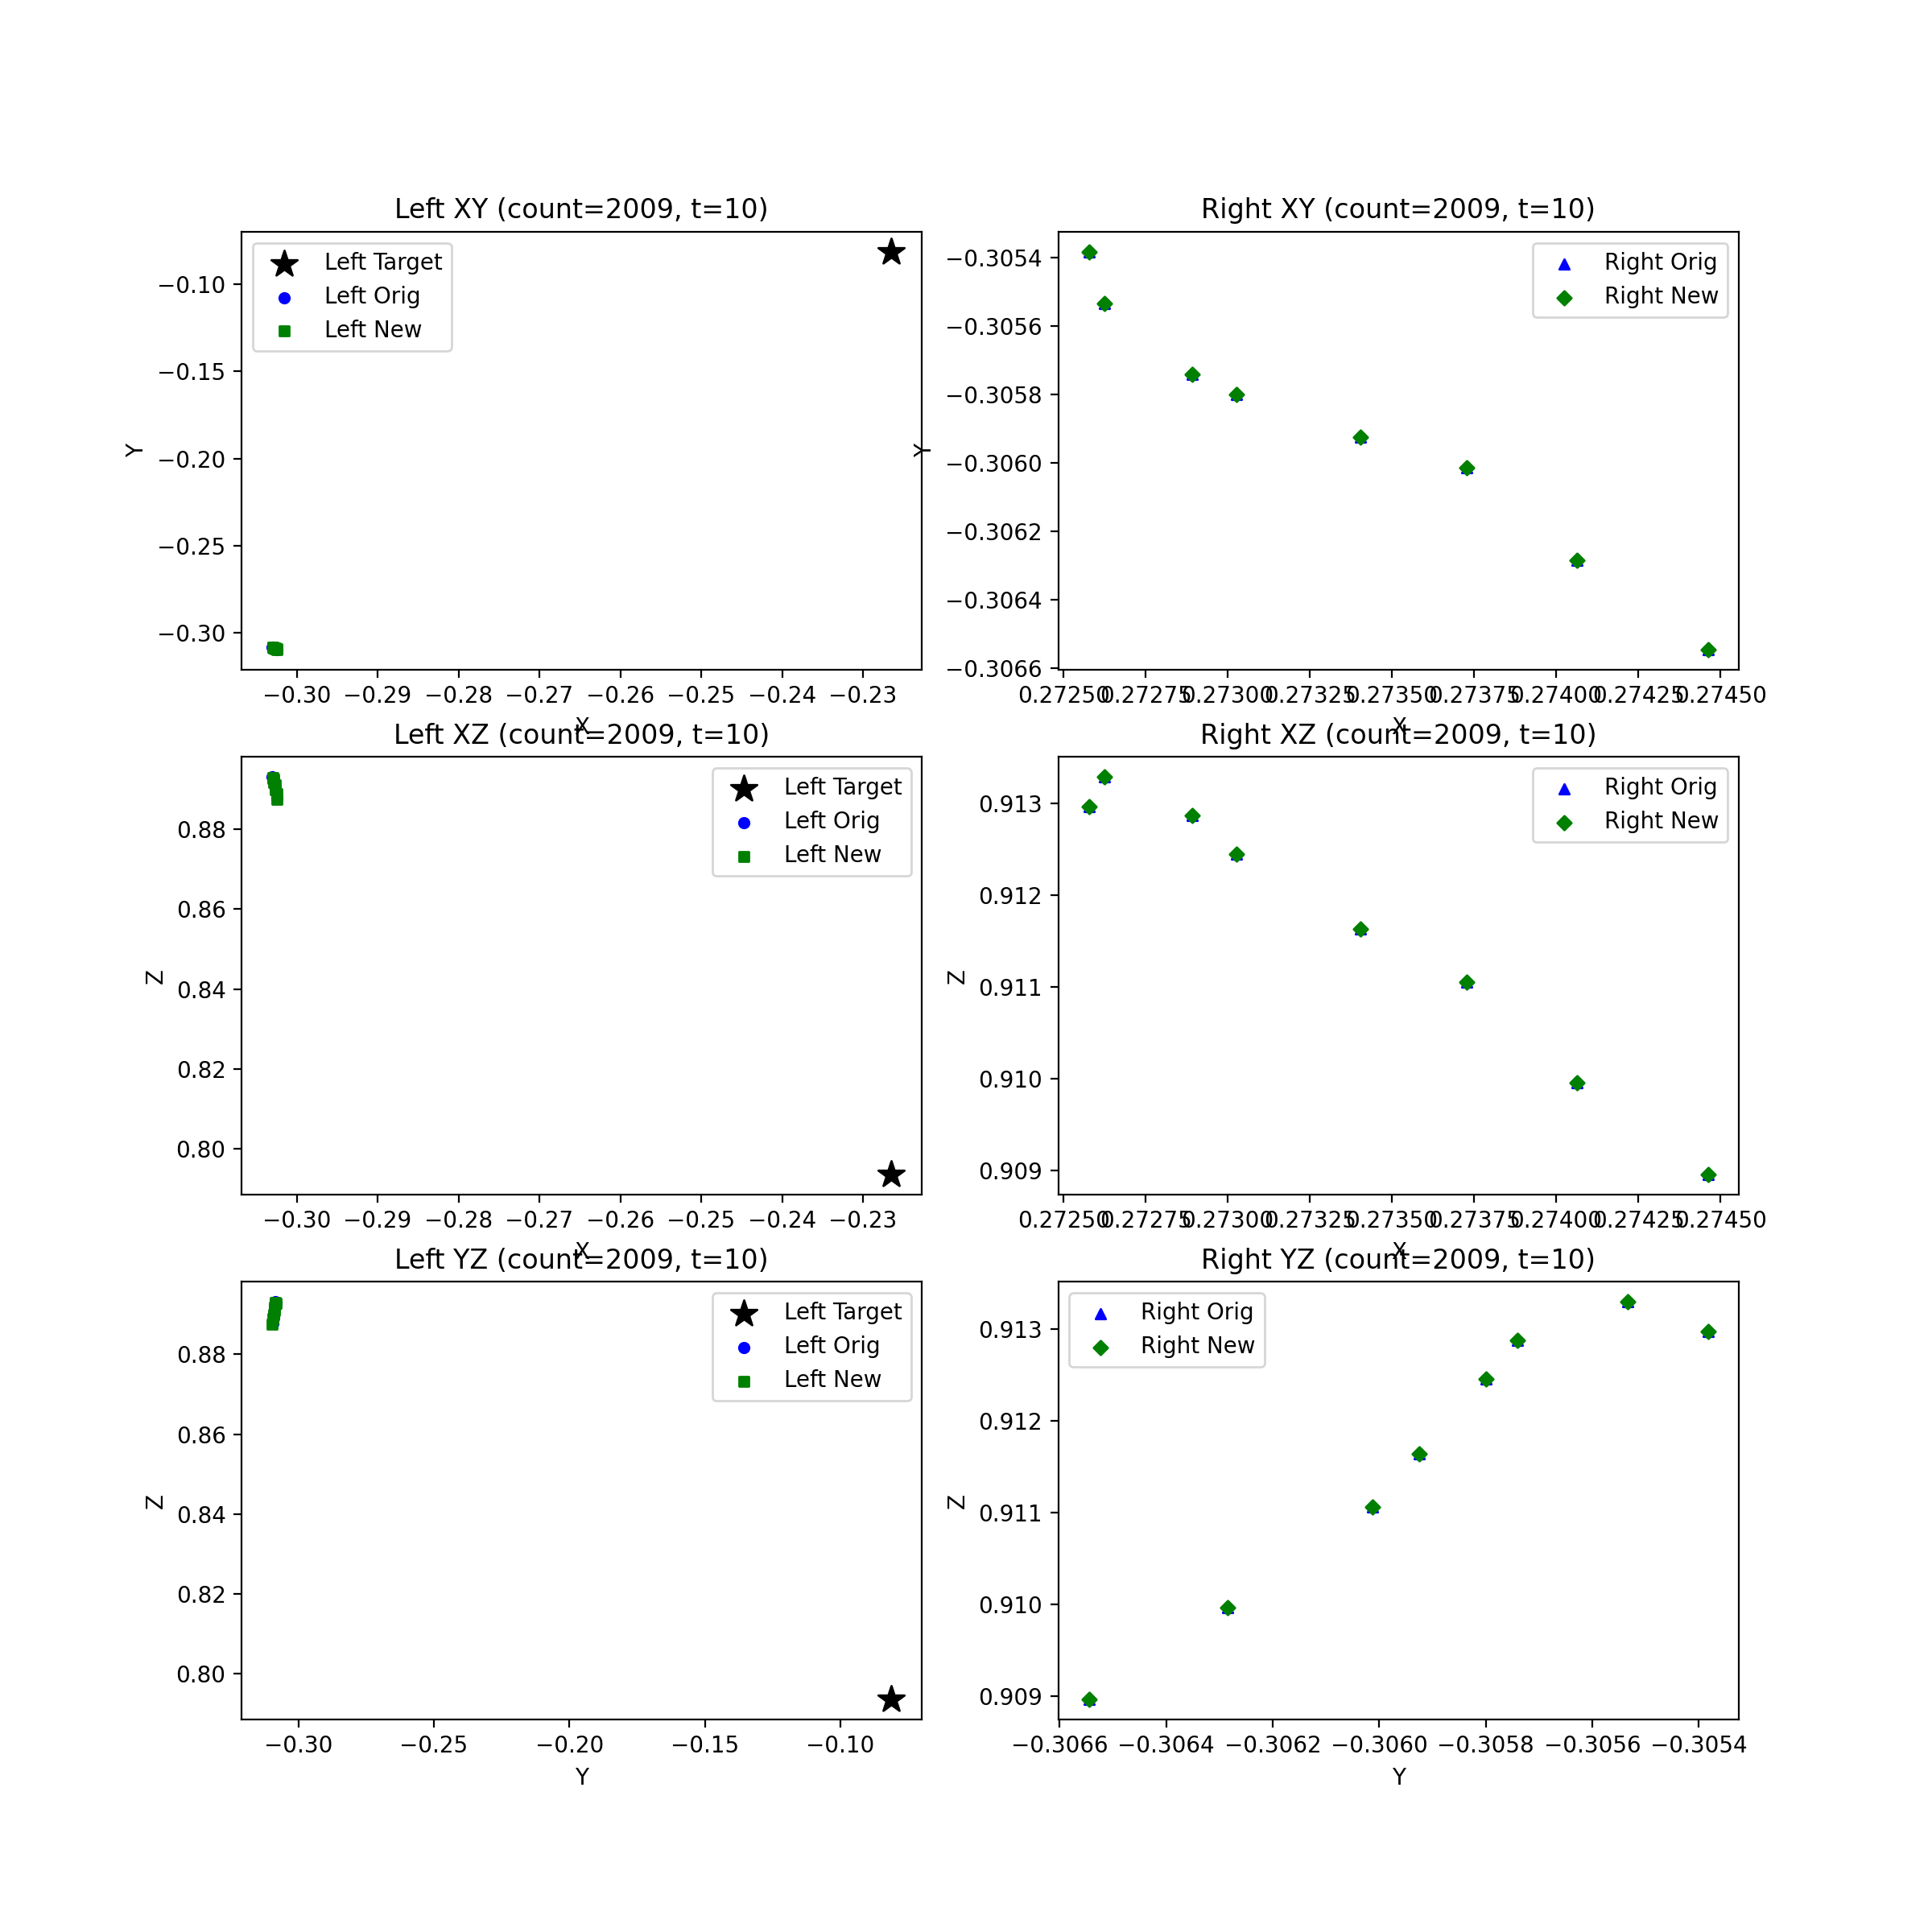 Left XY (count=2009, t=10)
Left Target
Left Orig
Left New
−0.10
−0.15
−0.20
−0.25
−0.30
Y
−0.30 −0.29 −0.28 −0.27 −0.26 −0.25 −0.24 −0.23
X
Right XY (count=2009, t=10)
Right Orig
Right New
−0.3054
−0.3056
−0.3058
−0.3060
−0.3062
−0.3064
−0.3066
Y
0.27250 0.27275 0.27300 0.27325 0.27350 0.27375 0.27400 0.27425 0.27450
X
Left XZ (count=2009, t=10)
Left Target
Left Orig
Left New
0.88
0.86
0.84
0.82
0.80
Z
−0.30 −0.29 −0.28 −0.27 −0.26 −0.25 −0.24 −0.23
X
Right XZ (count=2009, t=10)
Right Orig
Right New
0.913
0.912
0.911
0.910
0.909
Z
0.27250 0.27275 0.27300 0.27325 0.27350 0.27375 0.27400 0.27425 0.27450
X
Left YZ (count=2009, t=10)
Left Target
Left Orig
Left New
0.88
0.86
0.84
0.82
0.80
Z
−0.30 −0.25 −0.20 −0.15 −0.10
Y
Right YZ (count=2009, t=10)
Right Orig
Right New
0.913
0.912
0.911
0.910
0.909
Z
−0.3066 −0.3064 −0.3062 −0.3060 −0.3058 −0.3056 −0.3054
Y